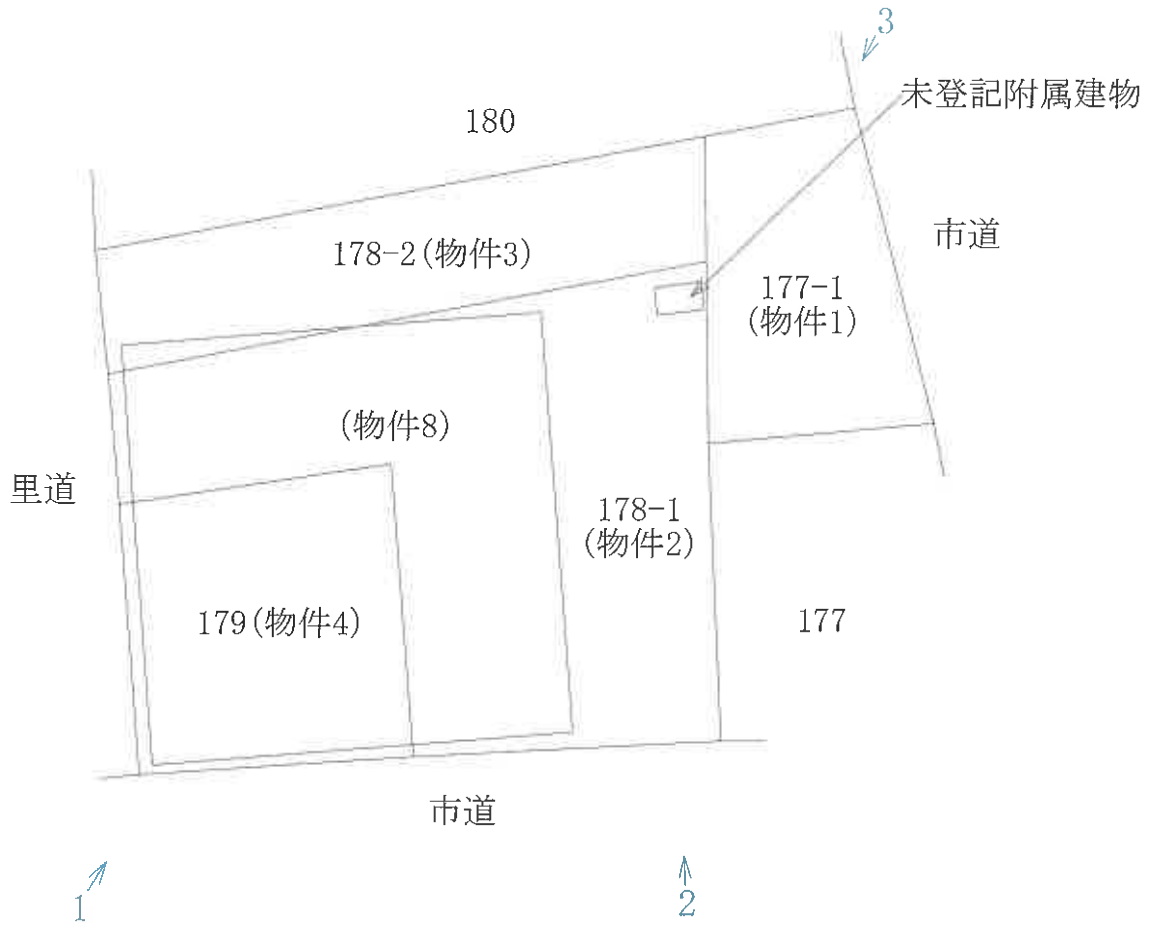 3
未登記附属建物
180
市道
178-2(物件3)
177-1
(物件1)
(物件8)
里道
178-1
(物件2)
179(物件4)
177
市道
1
2